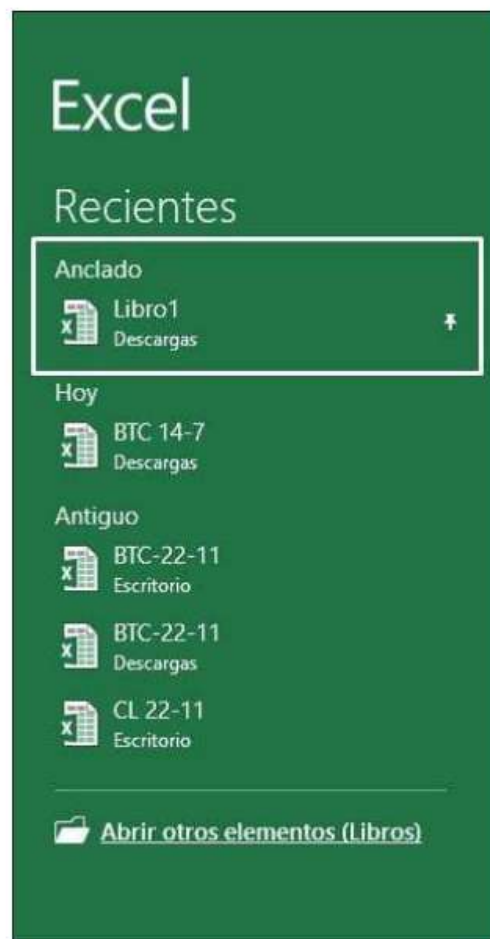 Excel
Recientes
Anclado
Libro1
Descargas
Hoy
BTC 14-7
Descargas
Antiguo
BTC-22-11
Escritorio
BTC-22-11
Descargas
CL 22-11
Escritorio
Abrir otros elementos (Libros)